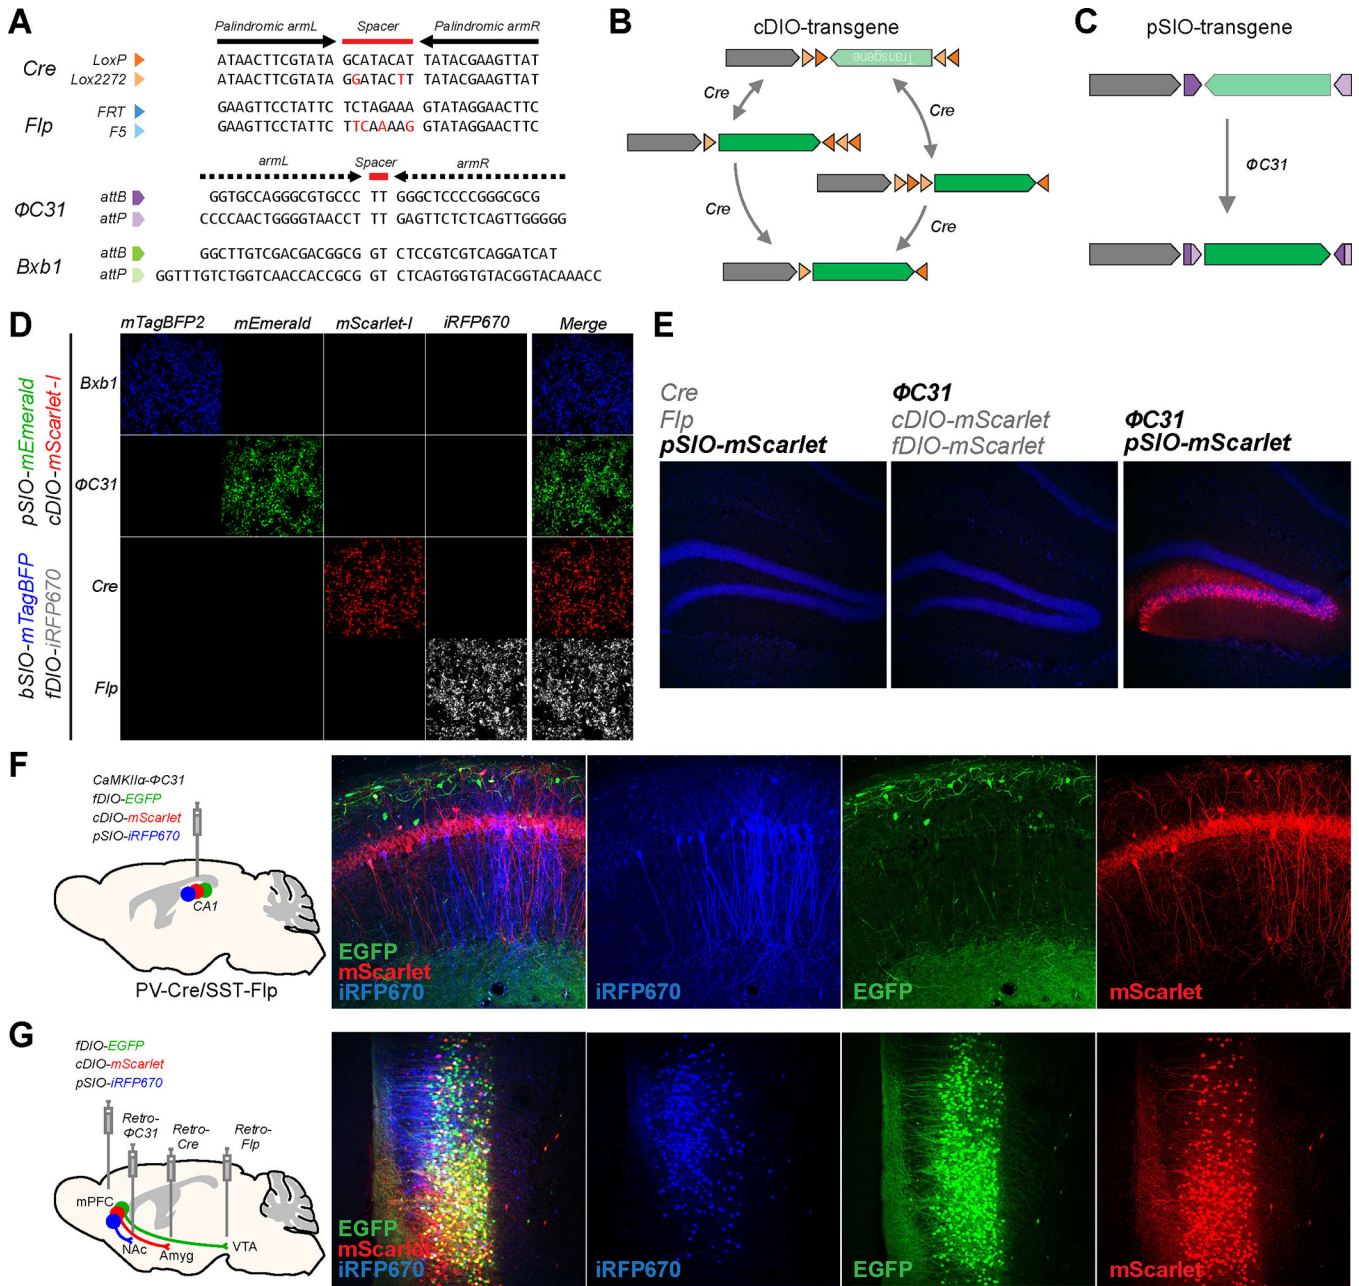 A
Palindromic armL Spacer Palindromic armR
Cre
LoxP ATAACTTCGTATA GCATACAT TATACGAAGTTAT
Lox2272 ATAACTTCGTATA GGATACTT TATACGAAGTTAT
Flp
FRT GAAGTTCCTATTC TCTAGAAA GTATAGGAACTTC
F5 GAAGTTCCTATTC TTCAAAAG GTATAGGAACTTC
armL Spacer armR
ΦC31
attB GGTGCCAGGGCGTGCCC TT GGGCTCCCCGGGCGCG
attP CCCCAACTGGGGTAACCT TT GAGTTCTCTCAGTTGGGGG
Bxb1
attB GGCTTGTCGACGACGGCG GT CTCCGTCGTCAGGATCAT
attP GGTTTGTCTGGTCAACCACCGCG GT CTCAGTGGTGTACGGTACAAACC
B
cDIO-transgene
Transgene
Cre
Cre
Cre
Cre
C
pSIO-transgene
ΦC31
D
mTagBFP2 mEmerald mScarlet-I iRFP670 Merge
pSIO-mEmerald
cDIO-mScarlet-I
bSIO-mTagBFP
fDIO-iRFP670
Bxb1
ΦC31
Cre
Flp
E
Cre
Flp
pSIO-mScarlet
ΦC31
cDIO-mScarlet
fDIO-mScarlet
ΦC31
pSIO-mScarlet
F
CaMKIIα-ΦC31
fDIO-EGFP
cDIO-mScarlet
pSIO-iRFP670
CA1
PV-Cre/SST-Flp
EGFP
mScarlet
iRFP670
iRFP670
EGFP
mScarlet
G
fDIO-EGFP
cDIO-mScarlet
pSIO-iRFP670
Retro-
ΦC31
Retro-
Cre
Retro-
Flp
mPFC
NAc
Amyg
VTA
EGFP
mScarlet
iRFP670
iRFP670
EGFP
mScarlet